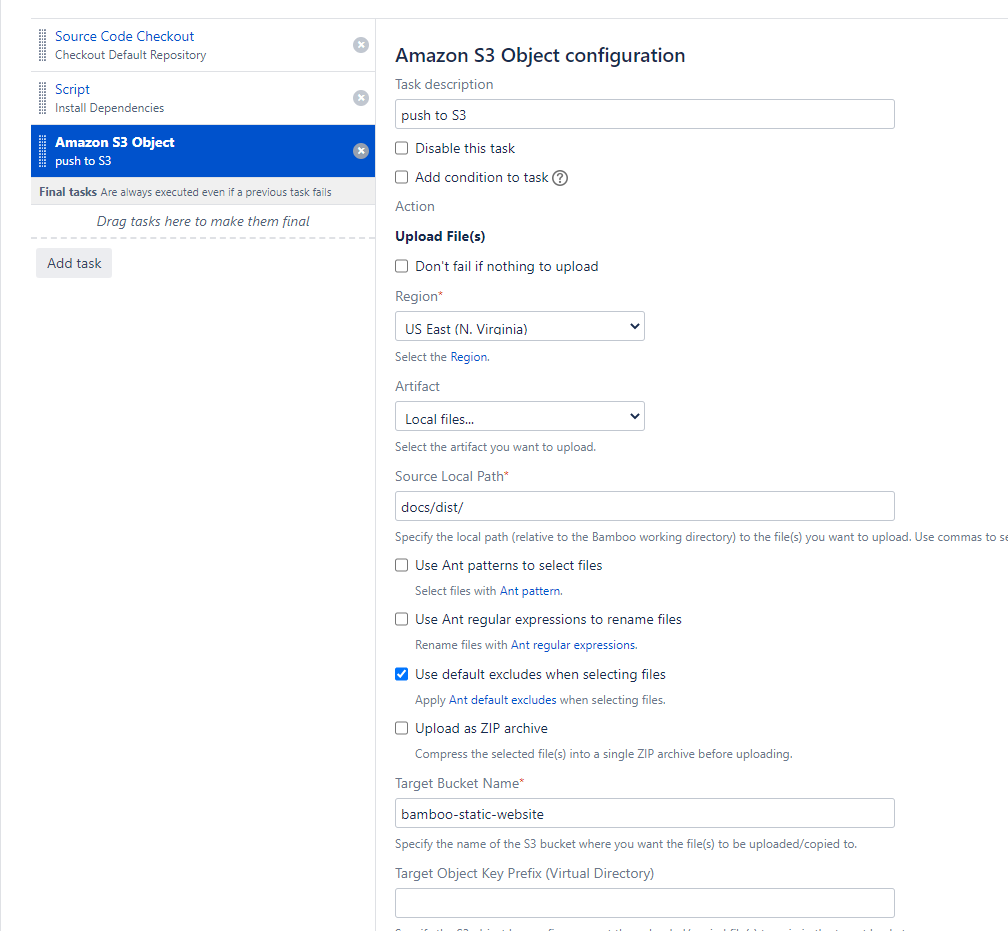 Source Code Checkout
Checkout Default Repository
Script
Install Dependencies
Amazon S3 Object
push to S3
Final tasks Are always executed even if a previous task fails
Drag tasks here to make them final
Add task
Amazon S3 Object configuration
Task description
push to S3
Disable this task
Add condition to task ?
Action
Upload File(s)
Don't fail if nothing to upload
Region*
US East (N. Virginia)
Select the Region.
Artifact
Local files...
Select the artifact you want to upload.
Source Local Path*
docs/dist/
Specify the local path (relative to the Bamboo working directory) to the file(s) you want to upload. Use commas to se
Use Ant patterns to select files
Select files with Ant pattern.
Use Ant regular expressions to rename files
Rename files with Ant regular expressions.
Use default excludes when selecting files
Apply Ant default excludes when selecting files.
Upload as ZIP archive
Compress the selected file(s) into a single ZIP archive before uploading.
Target Bucket Name*
bamboo-static-website
Specify the name of the S3 bucket where you want the file(s) to be uploaded/copied to.
Target Object Key Prefix (Virtual Directory)